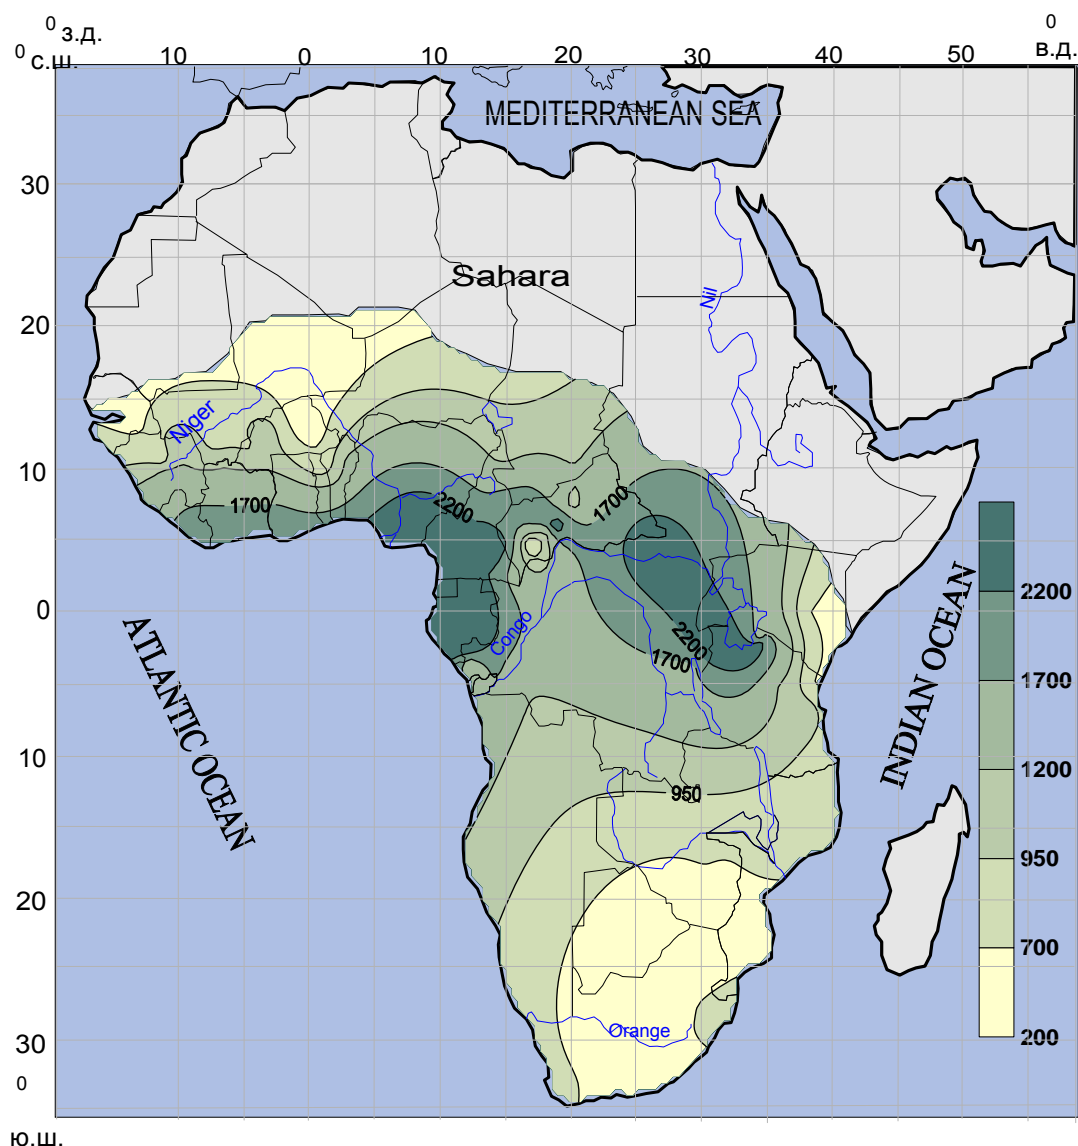 0 з.д.
0
0 с.ш.
10
0
10
20
30
40
50
в.д.
MEDITERRANEAN SEA
30
Sahara
Nil
20
Niger
10
1700
2200
1700
2200
0
Congo
2200
1700
1700
ATLANTIC OCEAN
INDIAN OCEAN
10
950
1200
950
20
700
Orange
30
200
0
ю.ш.